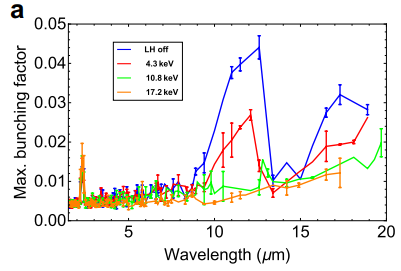 a
Max. bunching factor
0.05
0.04
0.03
0.02
0.01
0.00
LH off
4.3 keV
10.8 keV
17.2 keV
5 10 15 20
Wavelength (μm)